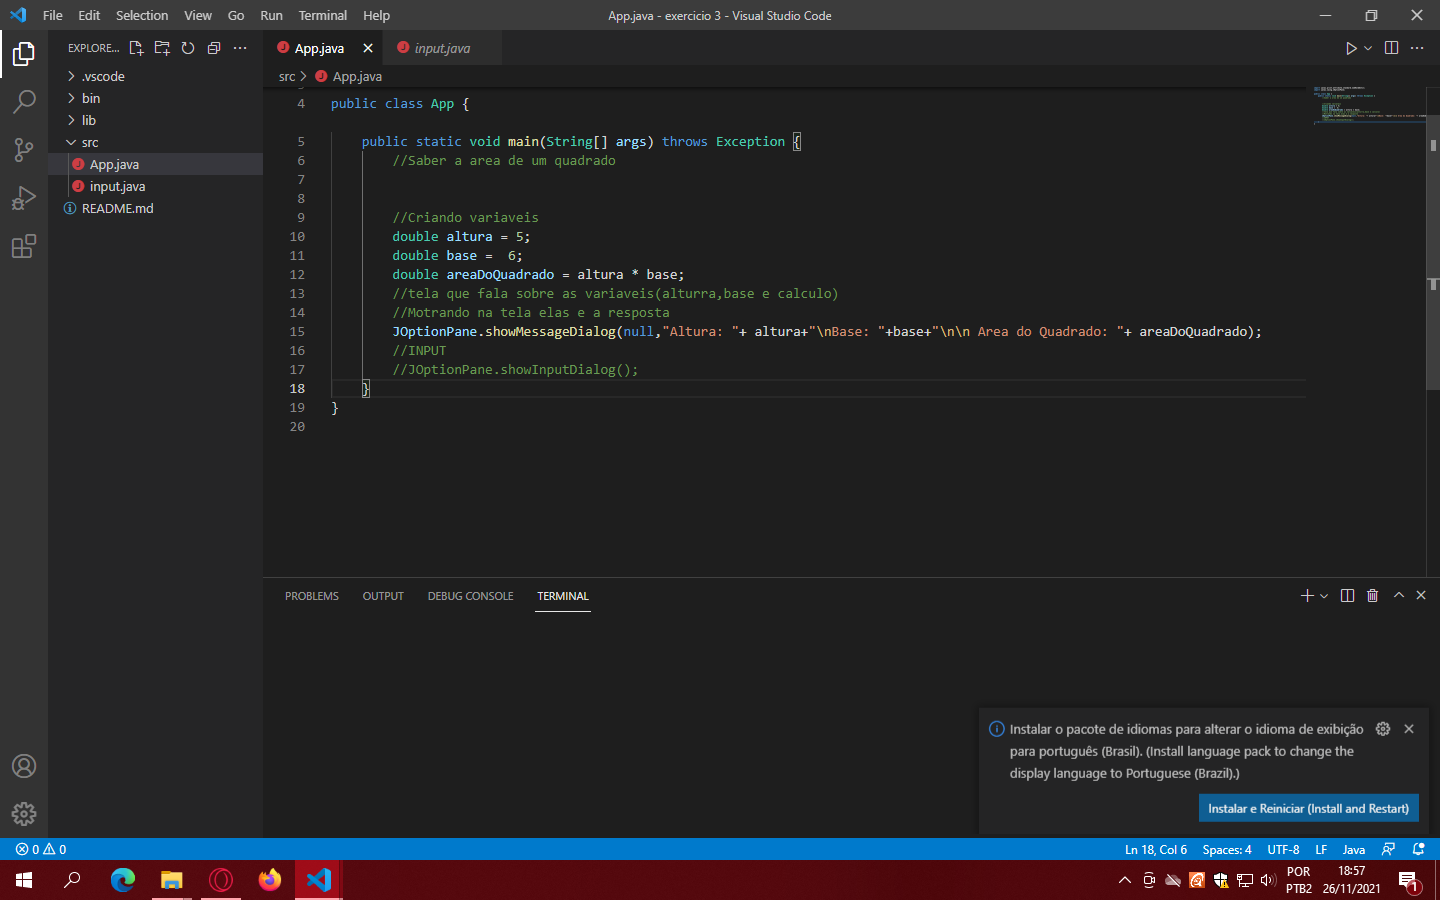 File Edit Selection View Go Run Terminal Help App.java - exercicio 3 - Visual Studio Code
EXPLORE...
.vscode
bin
lib
src
App.java
input.java
README.md
App.java input.java
src App.java
4 public class App {
5 public static void main(String[] args) throws Exception {
6 //Saber a area de um quadrado
7
8
9 //Criando variaveis
10 double altura = 5;
11 double base =  6;
12 double areaDoQuadrado = altura * base;
13 //tela que fala sobre as variaveis(alturra,base e calculo)
14 //Motrando na tela elas e a resposta
15 JOptionPane.showMessageDialog(null,"Altura: "+ altura+"\nBase: "+base+"\n\n Area do Quadrado: "+ areaDoQuadrado);
16 //INPUT
17 //JOptionPane.showInputDialog();
18 }
19 }
20
PROBLEMS OUTPUT DEBUG CONSOLE TERMINAL
Instalar o pacote de idiomas para alterar o idioma de exibição
para português (Brasil). (Install language pack to change the
display language to Portuguese (Brazil).)
Instalar e Reiniciar (Install and Restart)
0 0 Ln 18, Col 6 Spaces: 4 UTF-8 LF Java
POR 18:57
PTB2 26/11/2021 1